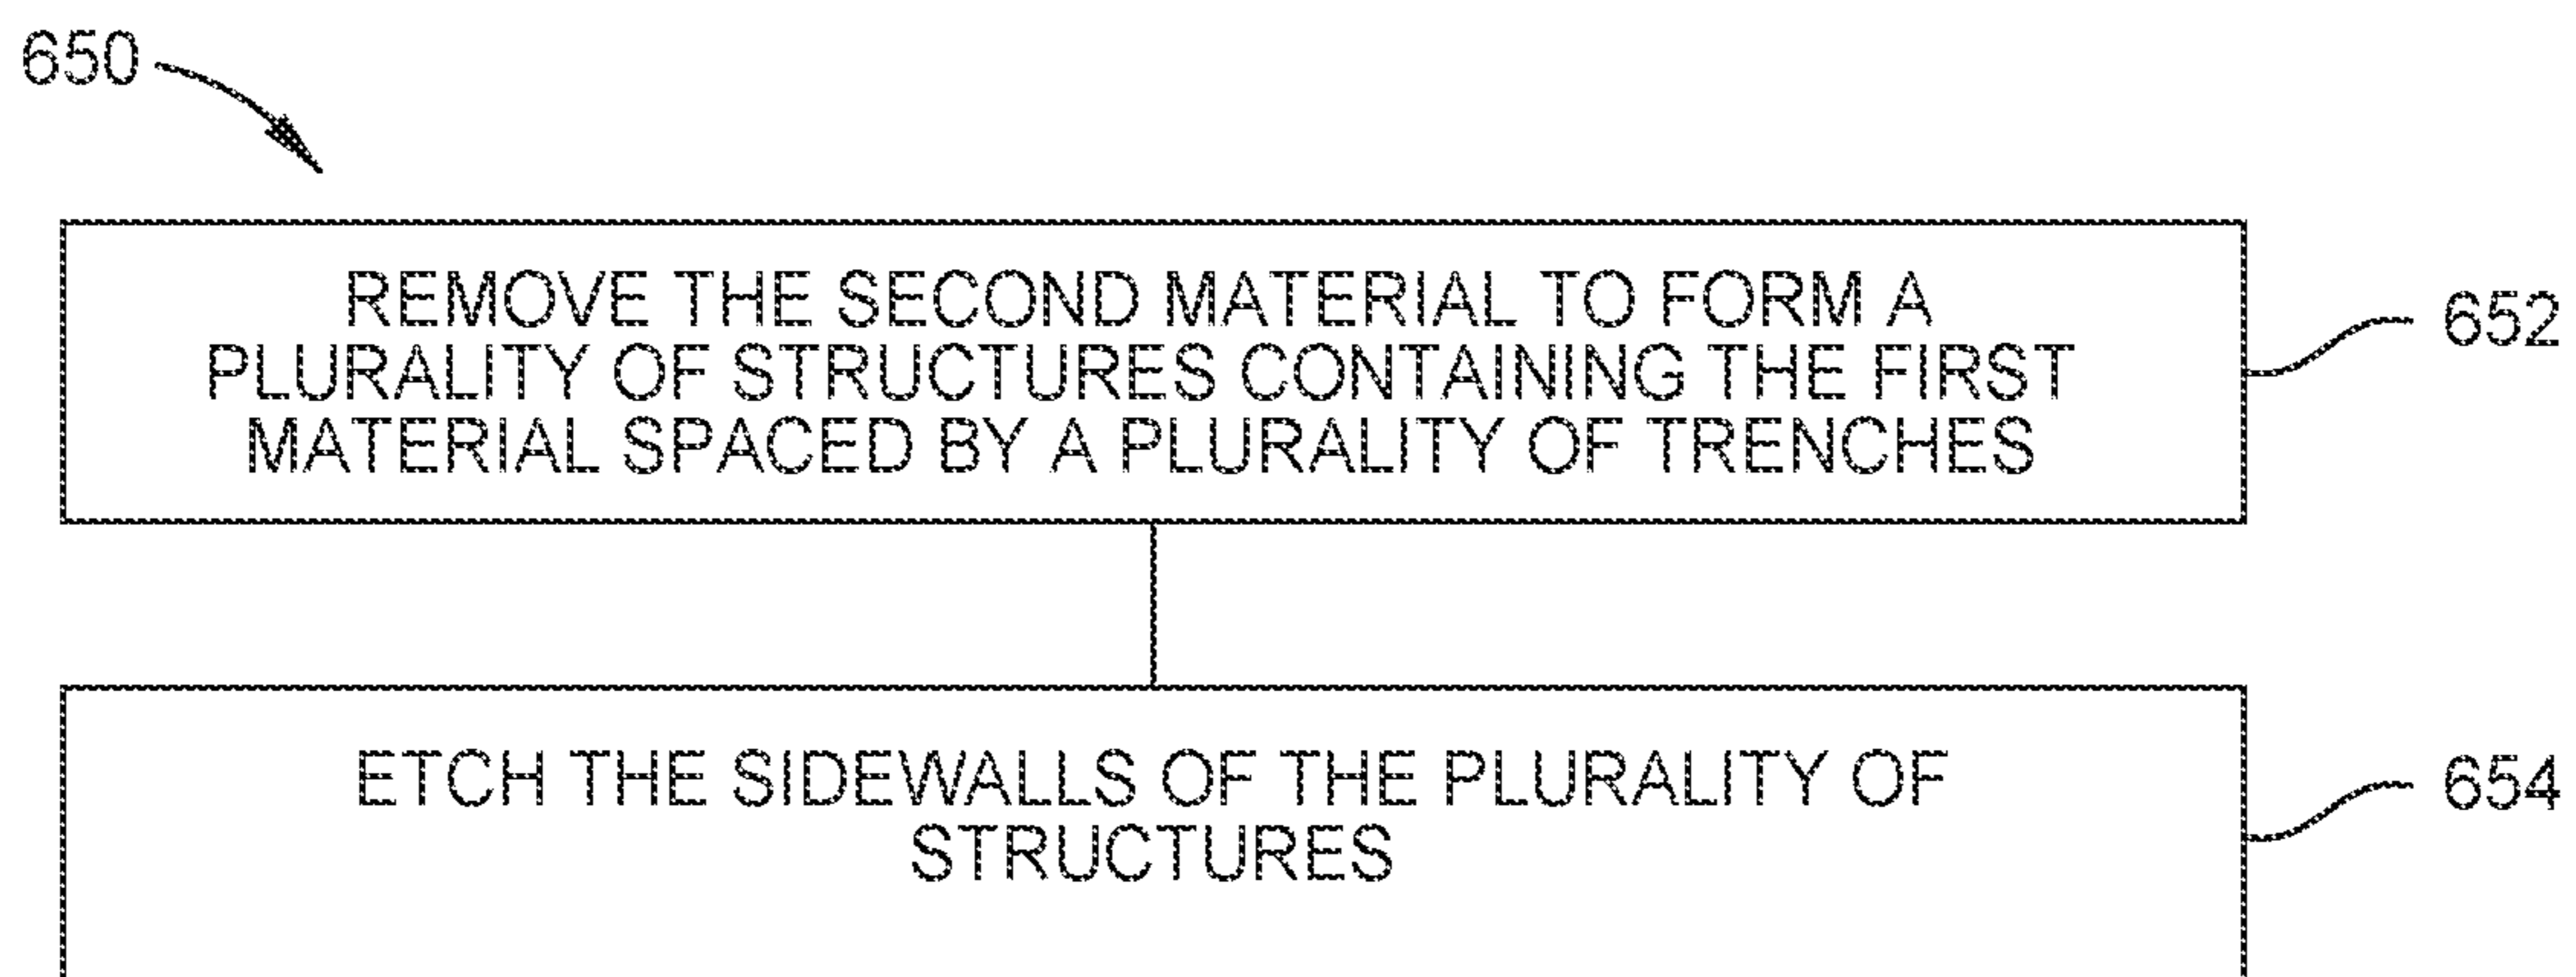 650
REMOVE THE SECOND MATERIAL TO FORM A
PLURALITY OF STRUCTURES CONTAINING THE FIRST
MATERIAL SPACED BY A PLURALITY OF TRENCHES
652
ETCH THE SIDEWALLS OF THE PLURALITY OF
STRUCTURES
654